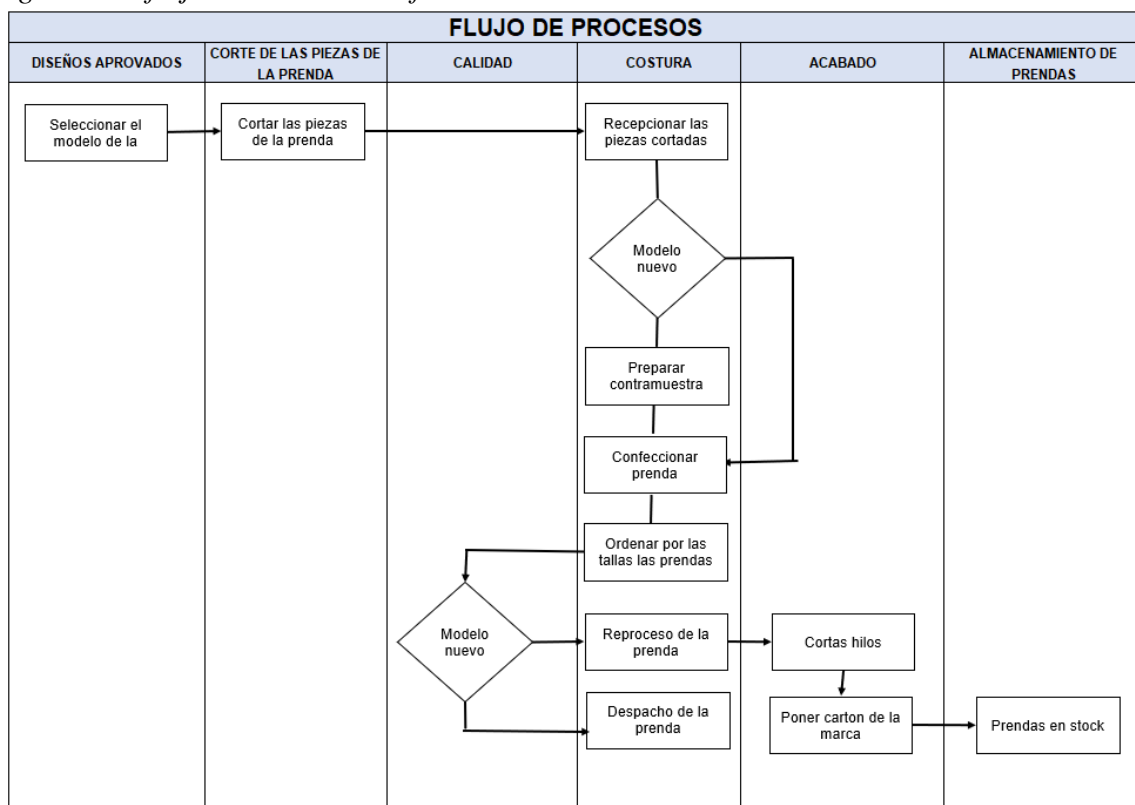 FLUJO DE PROCESOS
DISEÑOS APROVADOS
CORTE DE LAS PIEZAS DE
LA PRENDA
CALIDAD
COSTURA
ACABADO
ALMACENAMIENTO DE
PRENDAS
Seleccionar el
modelo de la
Cortar las piezas
de la prenda
Recepcionar las
piezas cortadas
Modelo
nuevo
Preparar
contramuestra
Confeccionar
prenda
Ordenar por las
tallas las prendas
Modelo
nuevo
Reproceso de la
prenda
Cortas hilos
Despacho de la
prenda
Poner carton de la
marca
Prendas en stock